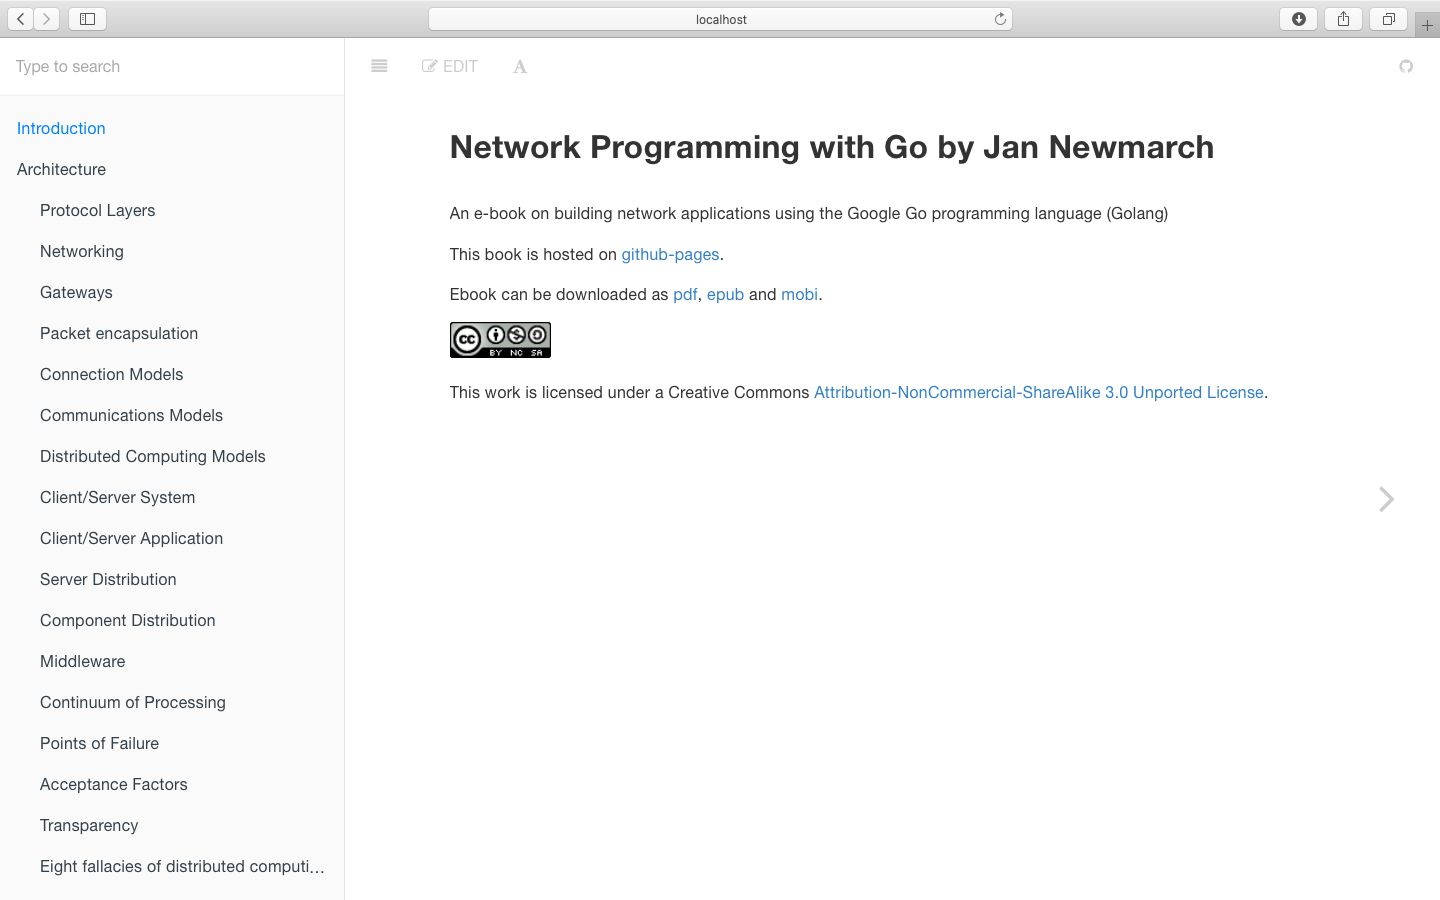 localhost
Type to search
EDIT
A
Introduction
Architecture
Protocol Layers
Networking
Gateways
Packet encapsulation
Connection Models
Communications Models
Distributed Computing Models
Client/Server System
Client/Server Application
Server Distribution
Component Distribution
Middleware
Continuum of Processing
Points of Failure
Acceptance Factors
Transparency
Eight fallacies of distributed computi…
Network Programming with Go by Jan Newmarch
An e-book on building network applications using the Google Go programming language (Golang)
This book is hosted on github-pages.
Ebook can be downloaded as pdf, epub and mobi.
cc
BY NC SA
This work is licensed under a Creative Commons Attribution-NonCommercial-ShareAlike 3.0 Unported License.